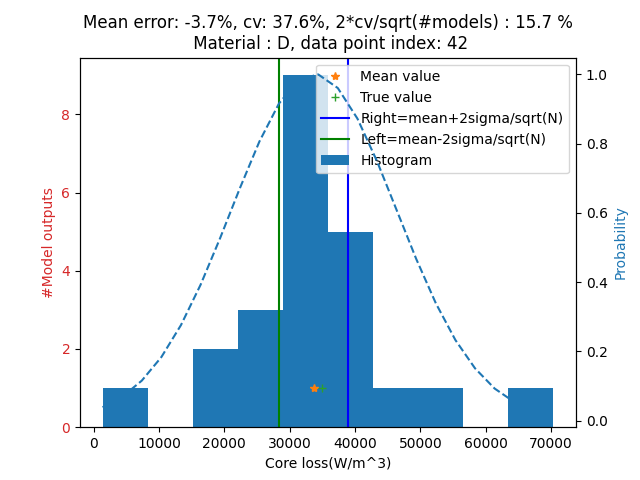 Mean error: -3.7%, cv: 37.6%, 2*cv/sqrt(#models) : 15.7 %
Material : D, data point index: 42
Mean value
True value
Right=mean+2sigma/sqrt(N)
Left=mean-2sigma/sqrt(N)
Histogram
#Model outputs
8
6
4
2
0
1.0
0.8
0.6
0.4
0.2
0.0
Probability
0 10000 20000 30000 40000 50000 60000 70000
Core loss(W/m^3)